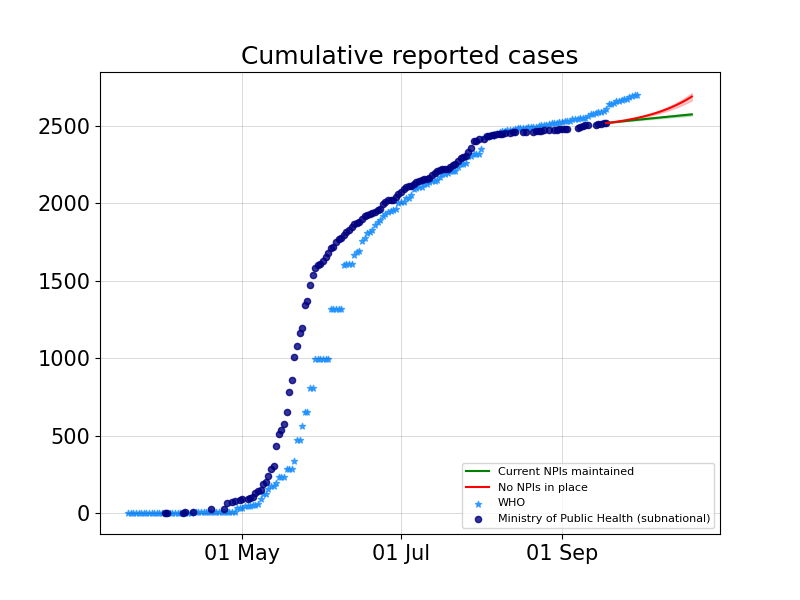 Cumulative reported cases
2500
2000
1500
1000
500
0
01 May 01 Jul 01 Sep
Current NPIs maintained
No NPIs in place
WHO
Ministry of Public Health (subnational)